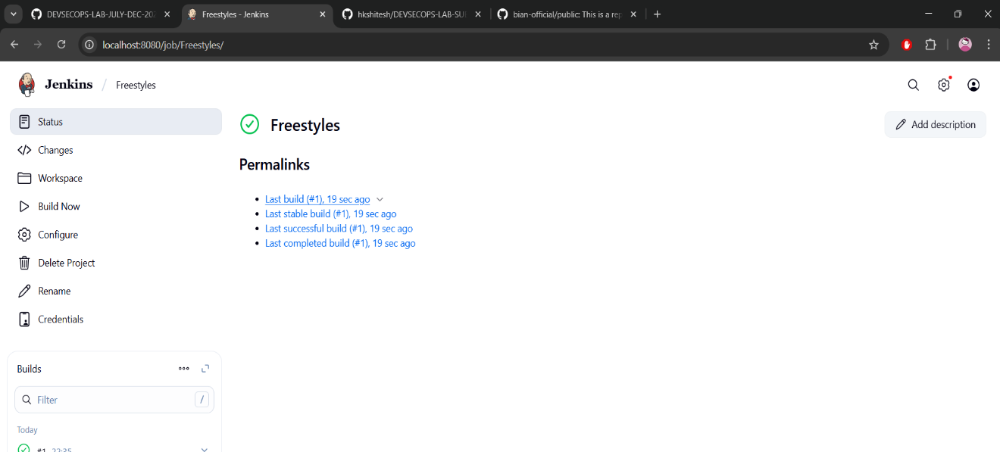 DEVSECOPS-LAB-JULY-DEC-202
Freestyles - Jenkins
hkshitesh/DEVSECOPS-LAB-SU
bian-official/public: This is a rep
localhost:8080/job/Freestyles/
Jenkins / Freestyles
Status
Changes
Workspace
Build Now
Configure
Delete Project
Rename
Credentials
Builds
Filter
/
Today
#1 22:35
Freestyles
Add description
Permalinks
Last build (#1), 19 sec ago
Last stable build (#1), 19 sec ago
Last successful build (#1), 19 sec ago
Last completed build (#1), 19 sec ago